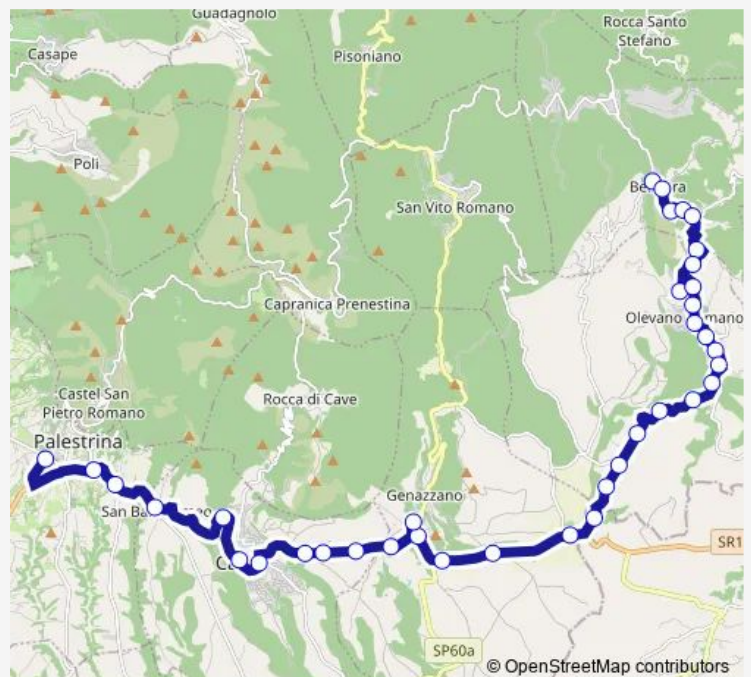 Guadagnolo
Casape
Pisoniano
Rocca Santo
Stefano
Poli
San Vito Romano
Capranica Prenestina
Olevano
Castel San
Pietro Romano
Rocca di Cave
Palestrina
Genazzano
SR1
SP60a
© OpenStreetMap contributors